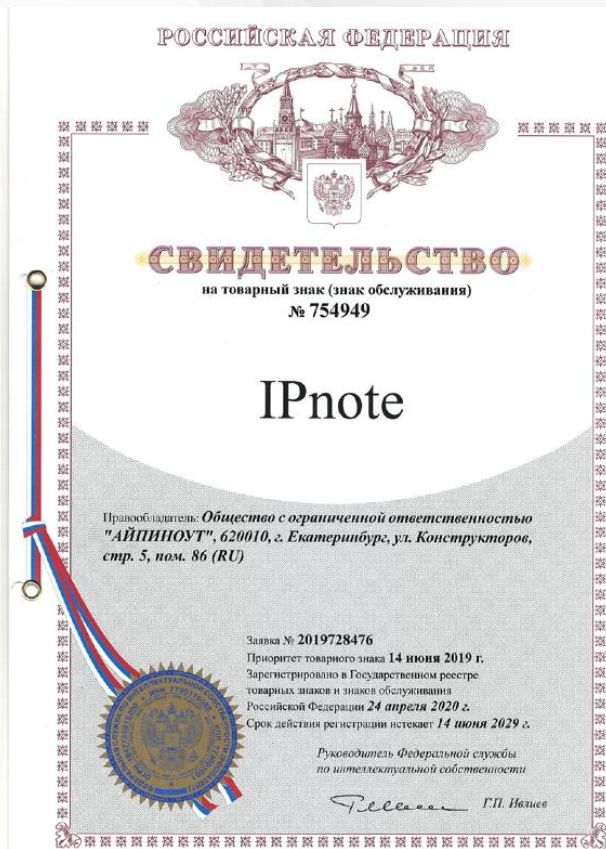 РОССИЙСКАЯ ФЕДЕРАЦИЯ
СВИДЕТЕЛЬСТВО
на товарный знак (знак обслуживания)
№ 754949
IPnote
Правообладатель: Общество с ограниченной ответственностью
"АЙПИНОУТ", 620010, г. Екатеринбург, ул. Конструкторов,
стр. 5, пом. 86 (RU)
Заявка № 2019728476
Приоритет товарного знака 14 июня 2019 г.
Зарегистрировано в Государственном реестре
товарных знаков и знаков обслуживания
Российской Федерации 24 апреля 2020 г.
Срок действия регистрации истекает 14 июня 2029 г.
Руководитель Федеральной службы
по интеллектуальной собственности
Г.П. Ивлиев